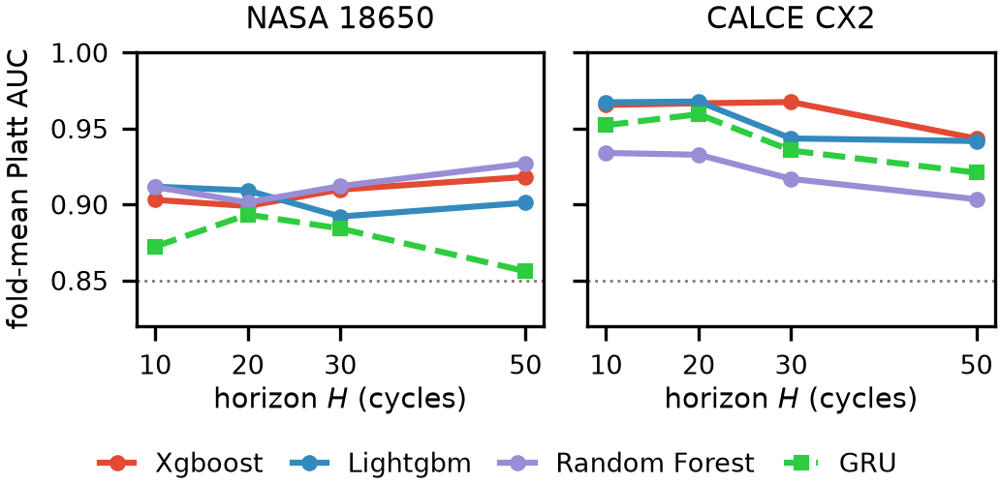 NASA 18650
CALCE CX2
fold-mean Platt AUC
1.00
0.95
0.90
0.85
10 20 30 50
10 20 30 50
horizon H (cycles)
horizon H (cycles)
Xgboost Lightgbm Random Forest GRU